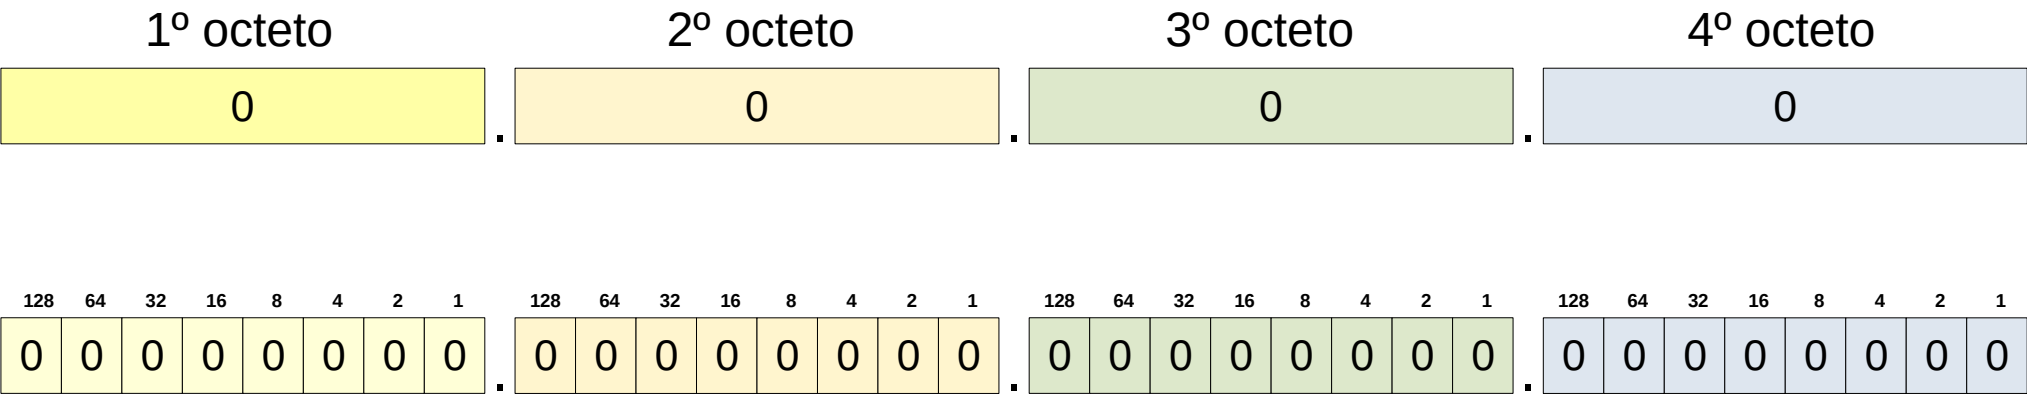 1º octeto 2º octeto 3º octeto 4º octeto
0 . 0 . 0 . 0
128 64 32 16 8 4 2 1 128 64 32 16 8 4 2 1 128 64 32 16 8 4 2 1 128 64 32 16 8 4 2 1
0 0 0 0 0 0 0 0 . 0 0 0 0 0 0 0 0 . 0 0 0 0 0 0 0 0 . 0 0 0 0 0 0 0 0